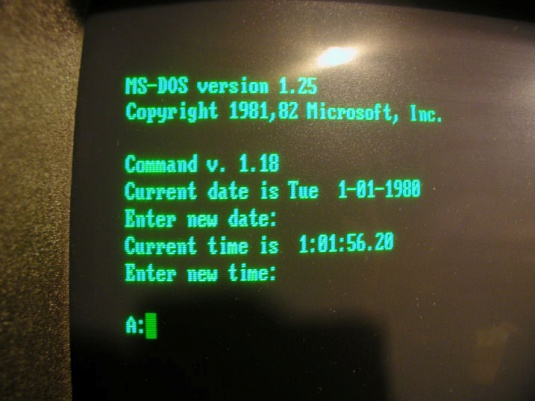 MS-DOS version 1.25
Copyright 1981,82 Microsoft, Inc.
Command v. 1.18
Current date is Tue  1-01-1980
Enter new date:
Current time is  1:01:56.20
Enter new time:
A: